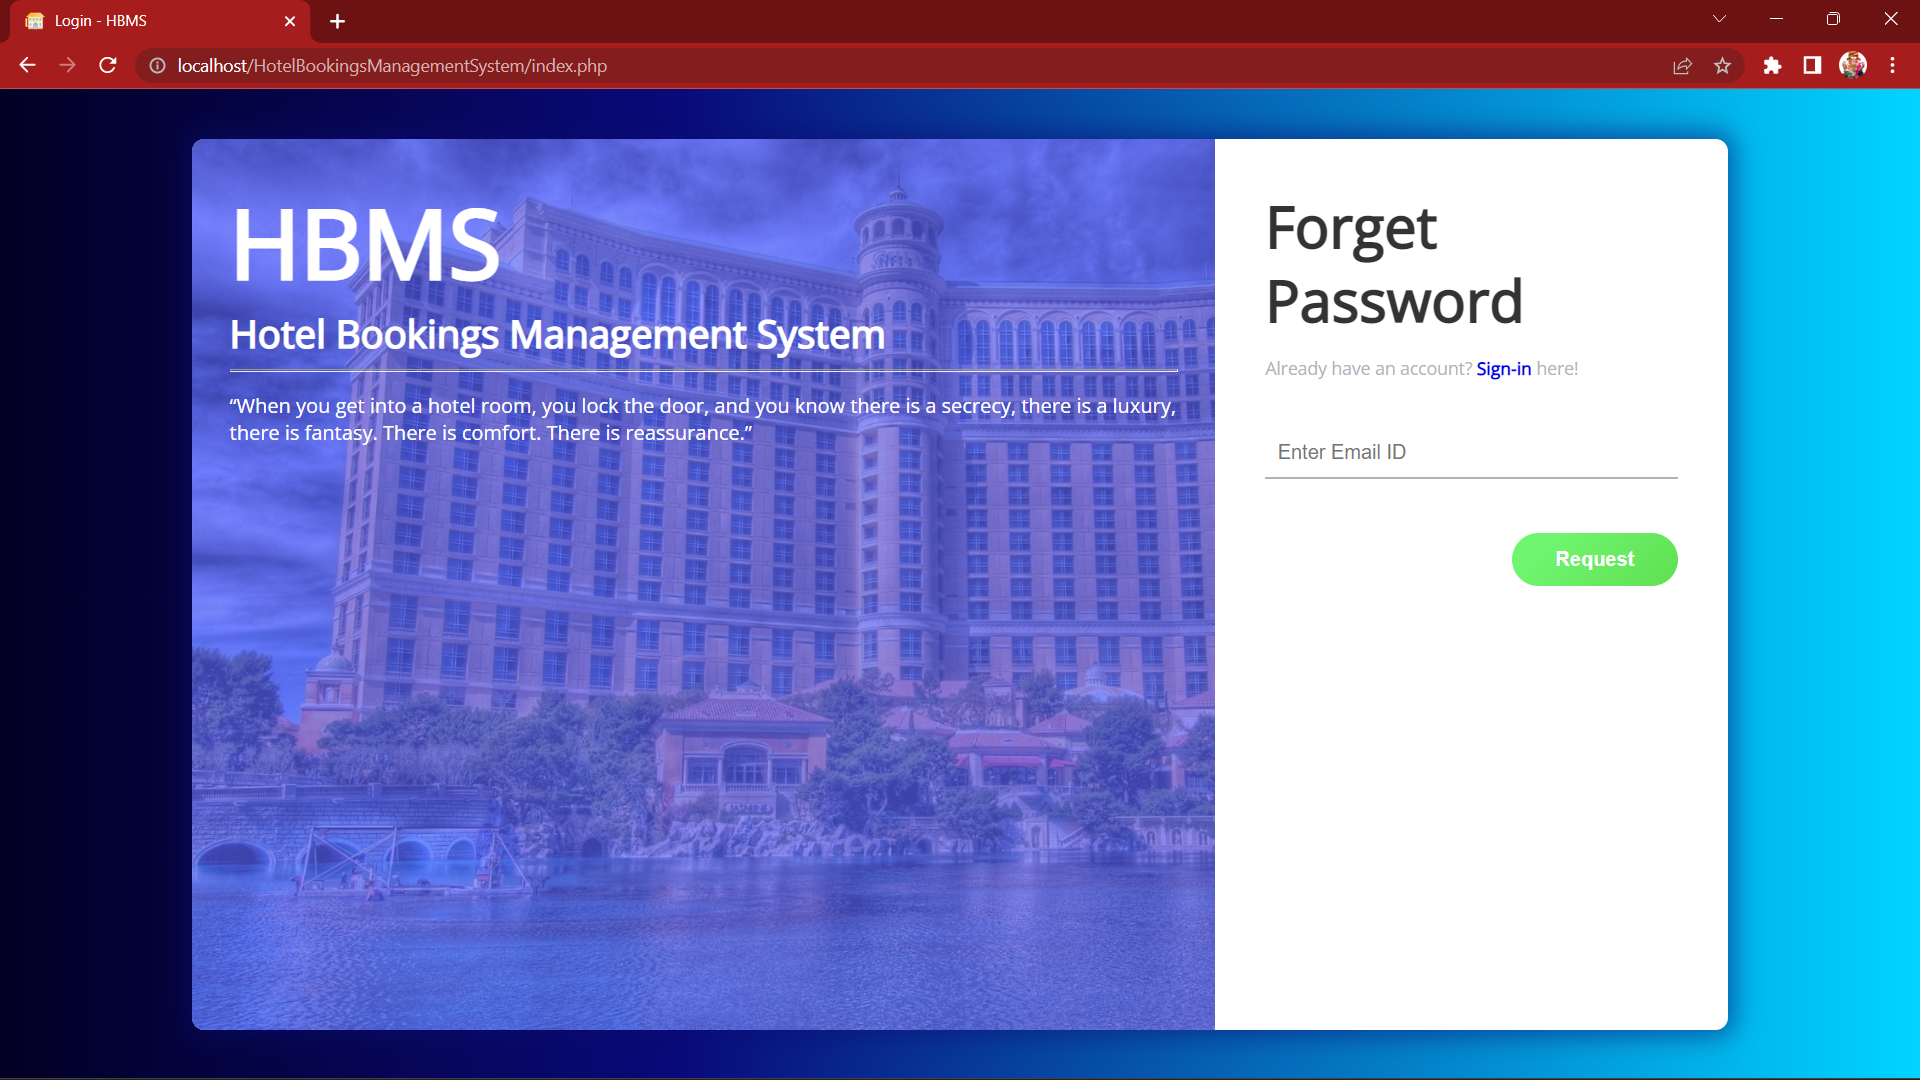 Login - HBMS
localhost/HotelBookingsManagementSystem/index.php
HBMS
Hotel Bookings Management System
“When you get into a hotel room, you lock the door, and you know there is a secrecy, there is a luxury,
there is fantasy. There is comfort. There is reassurance.”
Forget
Password
Already have an account? Sign-in here!
Enter Email ID
Request